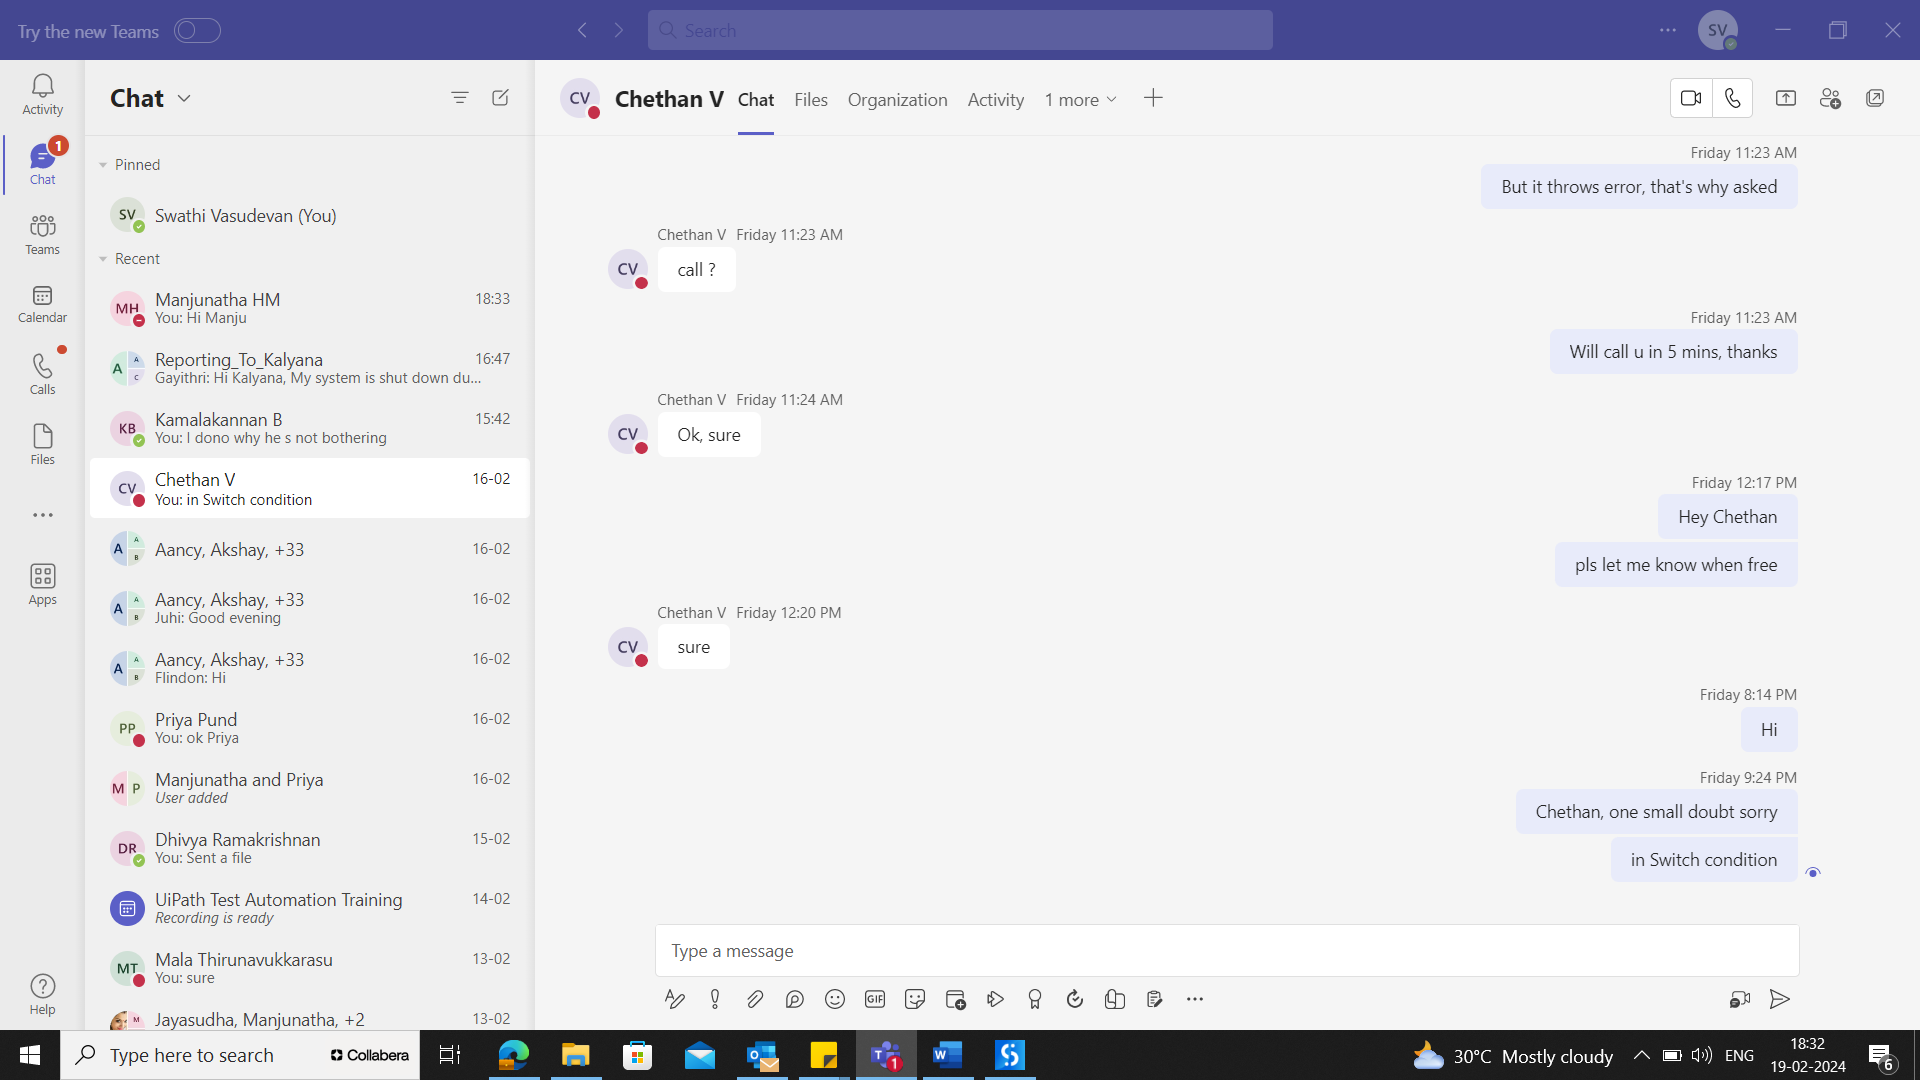 Try the new Teams
Search
SV
Activity
Chat
1
Chat
Teams
Calendar
Calls
Files
Apps
Help
Pinned
SV
Swathi Vasudevan (You)
Recent
MH
Manjunatha HM
18:33
You: Hi Manju
A A C
Reporting_To_Kalyana
16:47
Gayithri: Hi Kalyana, My system is shut down du...
KB
Kamalakannan B
15:42
You: I dono why he s not bothering
CV
Chethan V
16-02
You: in Switch condition
A A B
Aancy, Akshay, +33
16-02
A A B
Aancy, Akshay, +33
16-02
Juhi: Good evening
A A B
Aancy, Akshay, +33
16-02
Flindon: Hi
PP
Priya Pund
16-02
You: ok Priya
M P
Manjunatha and Priya
16-02
User added
DR
Dhivya Ramakrishnan
15-02
You: Sent a file
UiPath Test Automation Training
14-02
Recording is ready
MT
Mala Thirunavukkarasu
13-02
You: sure
M
Jayasudha, Manjunatha, +2
13-02
CV
Chethan V
Chat
Files
Organization
Activity
1 more
Friday 11:23 AM
But it throws error, that's why asked
Chethan V Friday 11:23 AM
CV
call ?
Friday 11:23 AM
Will call u in 5 mins, thanks
Chethan V Friday 11:24 AM
CV
Ok, sure
Friday 12:17 PM
Hey Chethan
pls let me know when free
Chethan V Friday 12:20 PM
CV
sure
Friday 8:14 PM
Hi
Friday 9:24 PM
Chethan, one small doubt sorry
in Switch condition
Type a message
GIF
Type here to search
Collabera
1
30°C Mostly cloudy
ENG
18:32
19-02-2024
6